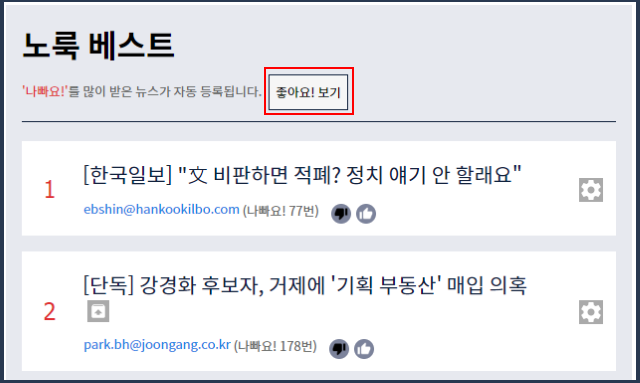 노룩 베스트
'나빠요!'를 많이 받은 뉴스가 자동 등록됩니다. 좋아요! 보기
1
[한국일보] "文 비판하면 적폐? 정치 얘기 안 할래요"
ebshin@hankookilbo.com (나빠요! 77번)
2
[단독] 강경화 후보자, 거제에 '기획 부동산' 매입 의혹
park.bh@joongang.co.kr (나빠요! 178번)